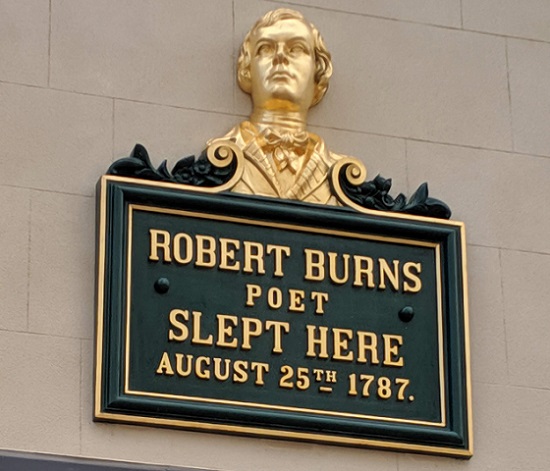 ROBERT BURNS
POET
SLEPT HERE
AUGUST 25TH 1787.